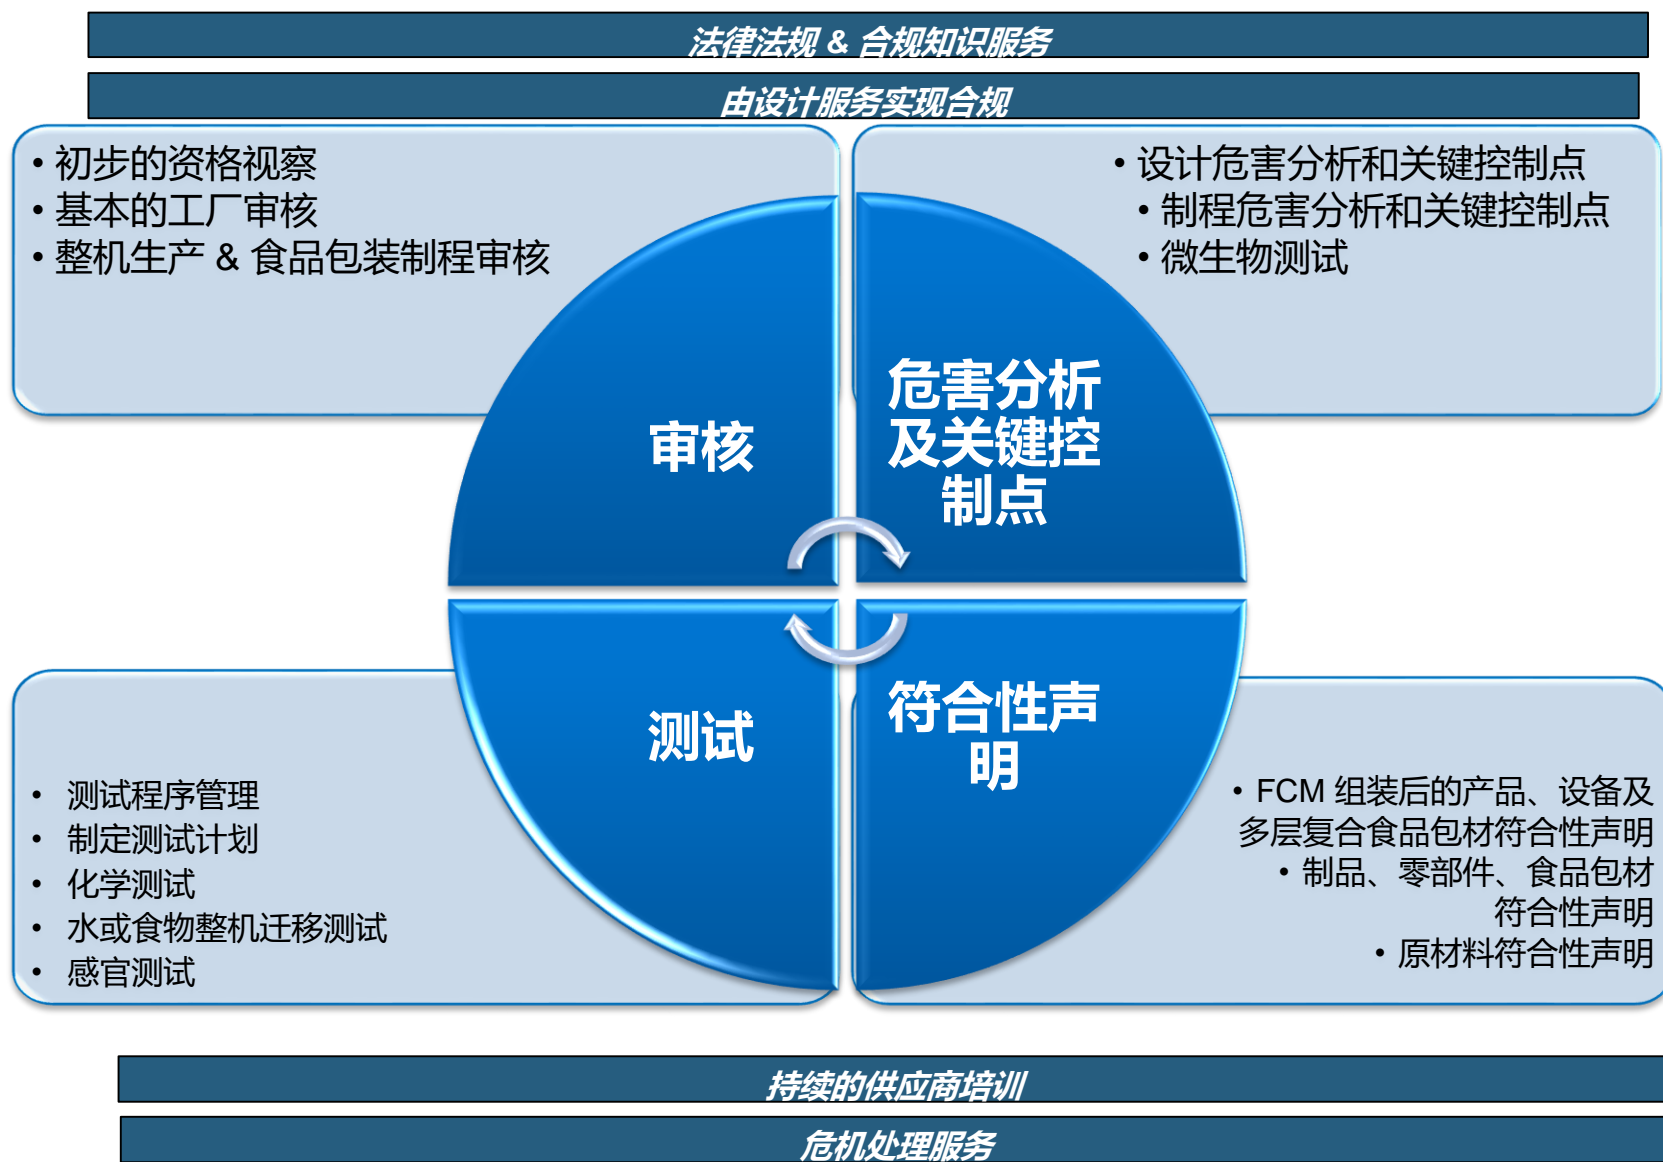 法律法规 & 合规知识服务
由设计服务实现合规
• 初步的资格视察
• 基本的工厂审核
• 整机生产 & 食品包装制程审核
• 设计危害分析和关键控制点
• 制程危害分析和关键控制点
• 微生物测试
审核
危害分析
及关键控
制点
测试
符合性声
明
• 测试程序管理
• 制定测试计划
• 化学测试
• 水或食物整机迁移测试
• 感官测试
• FCM 组装后的产品、设备及
多层复合食品包材符合性声明
• 制品、零部件、食品包材
符合性声明
• 原材料符合性声明
持续的供应商培训
危机处理服务